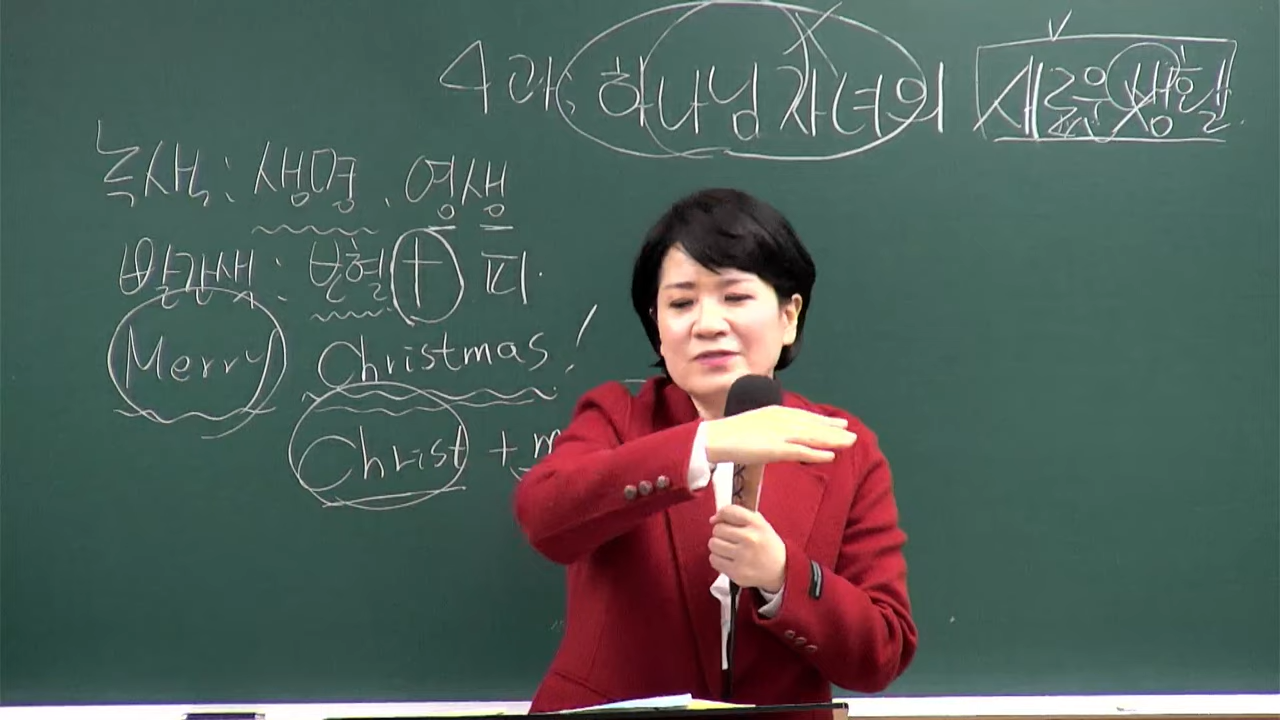 4과: 하나님 자녀의 새로운 생활.
녹색: 생명, 영생
빨간색: 보혈 † 피.
Merry Christmas!
Christ + m